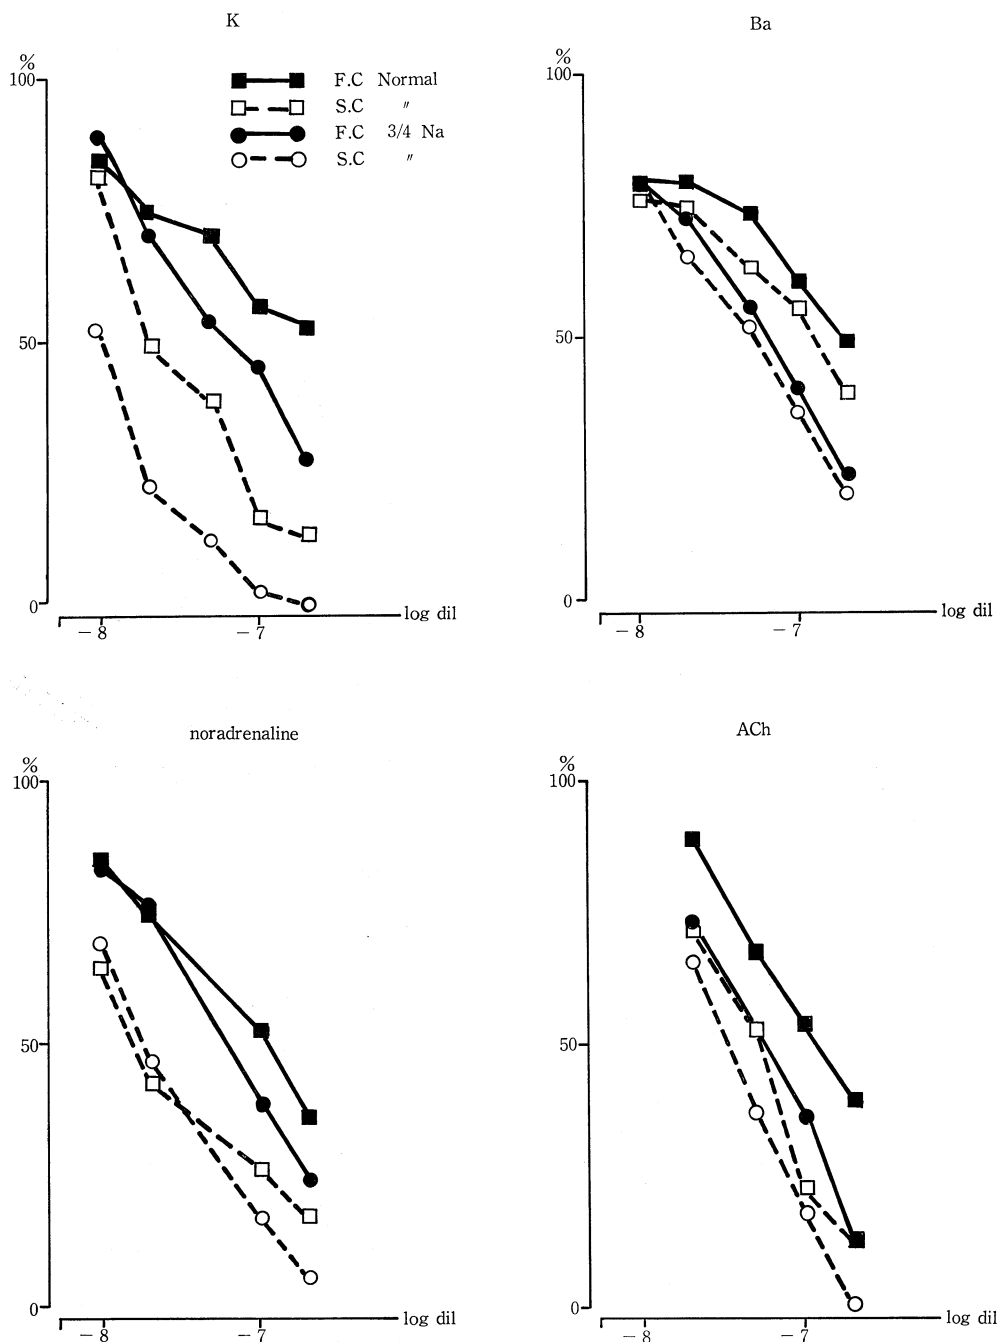 K
%
100
F.C Normal
S.C "
F.C 3/4 Na
S.C "
50
0
log dil
-8 -7
Ba
%
100
50
0
log dil
-8 -7
noradrenaline
%
100
50
0
log dil
-8 -7
ACh
%
100
50
0
log dil
-8 -7